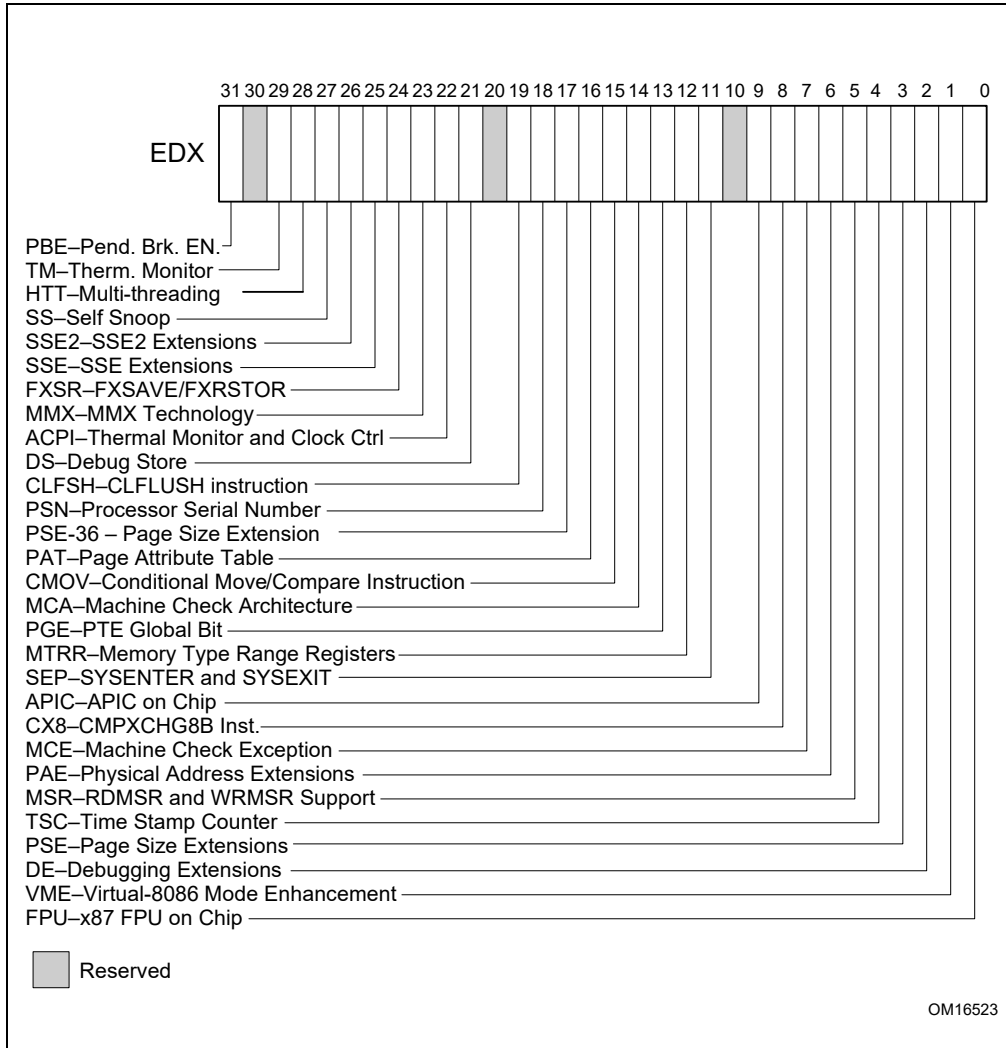 31 30 29 28 27 26 25 24 23 22 21 20 19 18 17 16 15 14 13 12 11 10 9 8 7 6 5 4 3 2 1 0
EDX
PBE–Pend. Brk. EN.
TM–Therm. Monitor
HTT–Multi-threading
SS–Self Snoop
SSE2–SSE2 Extensions
SSE–SSE Extensions
FXSR–FXSAVE/FXRSTOR
MMX–MMX Technology
ACPI–Thermal Monitor and Clock Ctrl
DS–Debug Store
CLFSH–CLFLUSH instruction
PSN–Processor Serial Number
PSE-36 – Page Size Extension
PAT–Page Attribute Table
CMOV–Conditional Move/Compare Instruction
MCA–Machine Check Architecture
PGE–PTE Global Bit
MTRR–Memory Type Range Registers
SEP–SYSENTER and SYSEXIT
APIC–APIC on Chip
CX8–CMPXCHG8B Inst.
MCE–Machine Check Exception
PAE–Physical Address Extensions
MSR–RDMSR and WRMSR Support
TSC–Time Stamp Counter
PSE–Page Size Extensions
DE–Debugging Extensions
VME–Virtual-8086 Mode Enhancement
FPU–x87 FPU on Chip
Reserved
OM16523